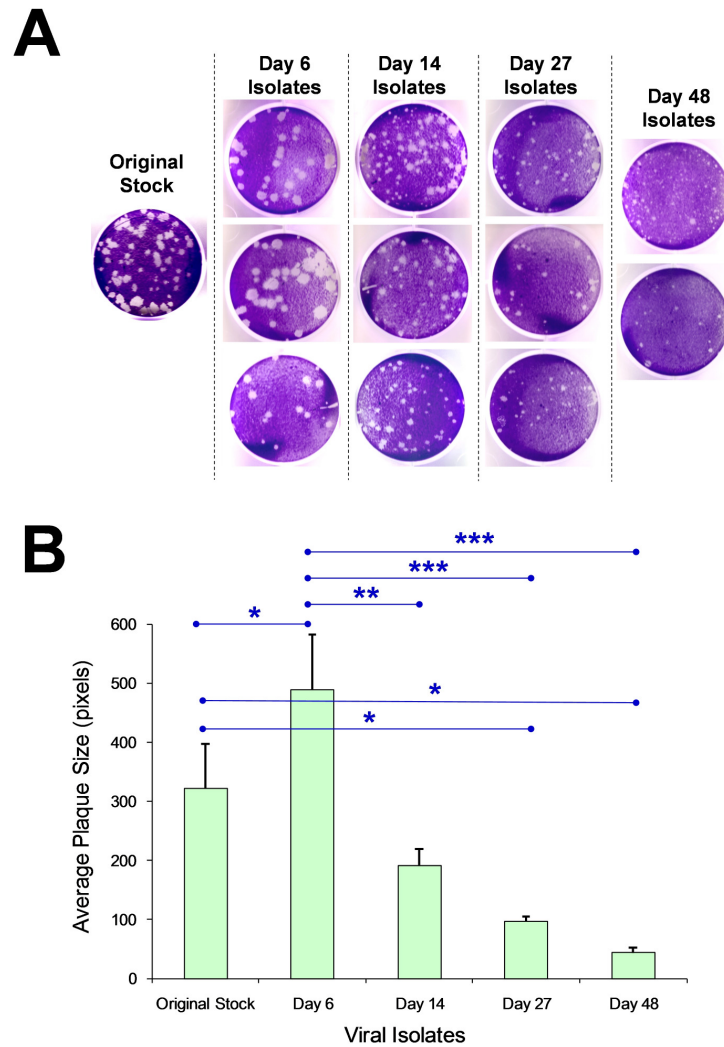 A
Original
Stock
Day 6
Isolates
Day 14
Isolates
Day 27
Isolates
Day 48
Isolates
B
***
***
**
*
*
*
600
500
400
300
200
100
0
Average Plaque Size (pixels)
Original Stock
Day 6
Day 14
Day 27
Day 48
Viral Isolates